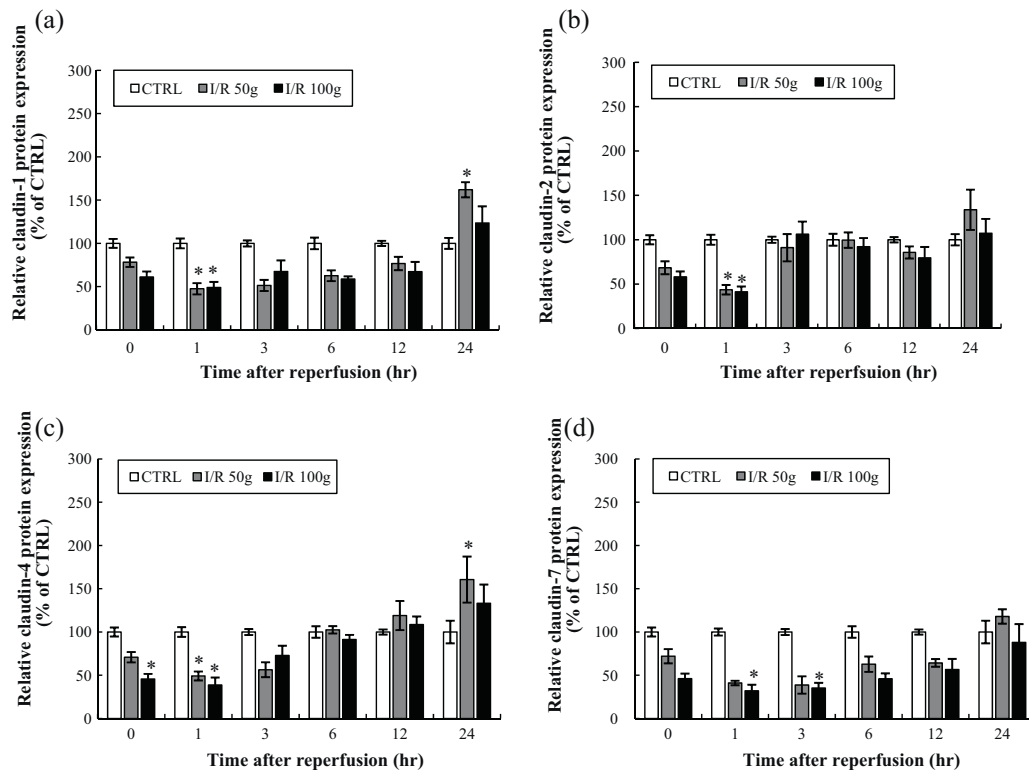 (a)
Relative claudin-1 protein expression
(% of CTRL)
300
250
200
150
100
50
0
CTRL I/R 50g I/R 100g
* * *
0 1 3 6 12 24
Time after reperfusion (hr)
(b)
Relative claudin-2 protein expression
(% of CTRL)
300
250
200
150
100
50
0
CTRL I/R 50g I/R 100g
* *
0 1 3 6 12 24
Time after reperfsuion (hr)
(c)
Relative claudin-4 protein expression
(% of CTRL)
300
250
200
150
100
50
0
CTRL I/R 50g I/R 100g
* * * *
0 1 3 6 12 24
Time after reperfusion (hr)
(d)
Relative claudin-7 protein expression
(% of CTRL)
300
250
200
150
100
50
0
CTRL I/R 50g I/R 100g
* *
0 1 3 6 12 24
Time after reperfusion (hr)